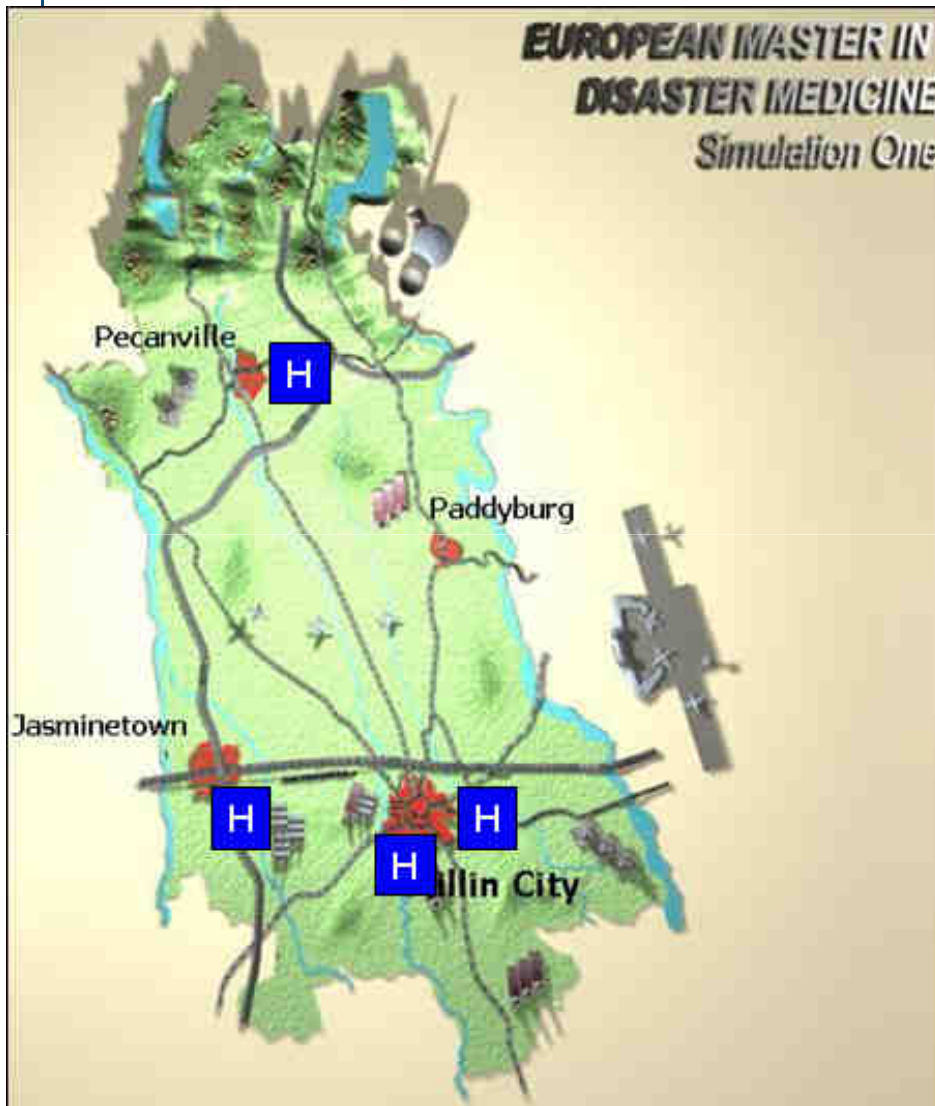 EUROPEAN MASTER IN
DISASTER MEDICINE
Simulation One
Pecanville
H
Paddyburg
Jasminetown
H
H
H
City